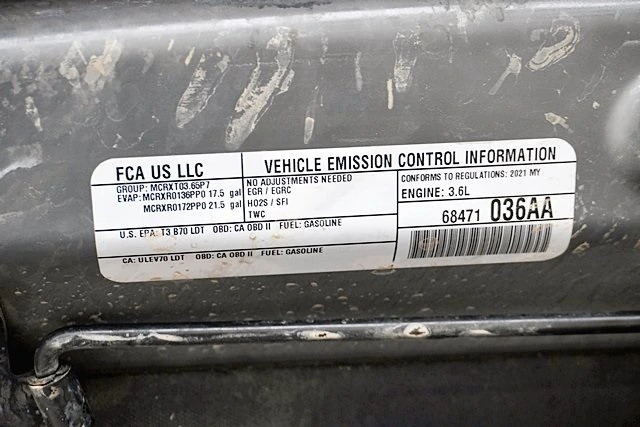 FCA US LLC
GROUP: MCRXT03.65P7
EVAP: MCRXR0136PP0 17.5 gal
MCRXR0172PP0 21.5 gal
VEHICLE EMISSION CONTROL INFORMATION
NO ADJUSTMENTS NEEDED
EGR / EGRC
HO2S / SFI
TWC
CONFORMS TO REGULATIONS: 2021 MY
ENGINE: 3.6L
68471 036AA
U.S. EPA: T3 B70 LDT OBD: CA OBD II FUEL: GASOLINE
CA: ULEV70 LDT OBD: CA OBD II FUEL: GASOLINE